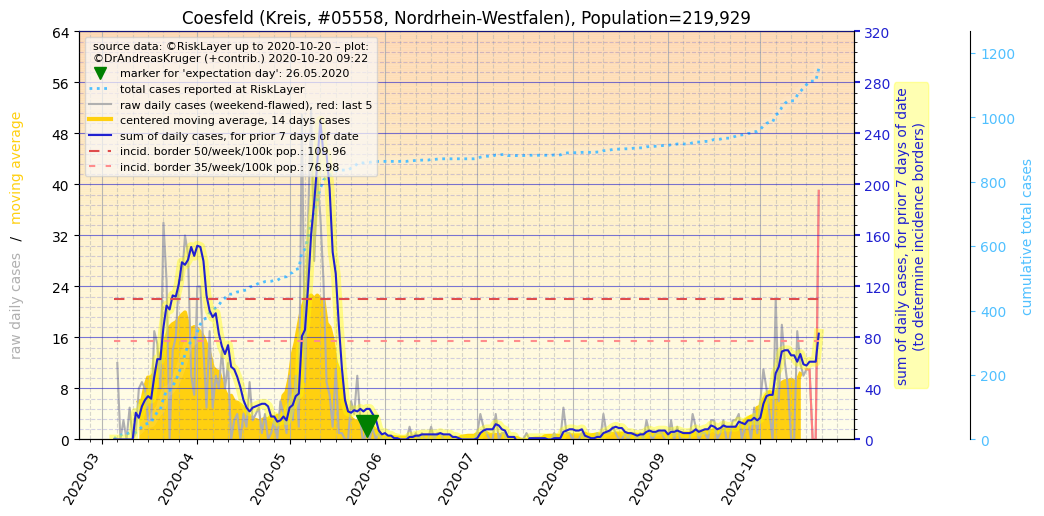 Coesfeld (Kreis, #05558, Nordrhein-Westfalen), Population=219,929
source data: ©RiskLayer up to 2020-10-20 – plot:
©DrAndreasKruger (+contrib.) 2020-10-20 09:22
marker for 'expectation day': 26.05.2020
total cases reported at RiskLayer
raw daily cases (weekend-flawed), red: last 5
centered moving average, 14 days cases
sum of daily cases, for prior 7 days of date
incid. border 50/week/100k pop.: 109.96
incid. border 35/week/100k pop.: 76.98
raw daily cases / moving average
64
56
48
40
32
24
16
8
0
320
280
240
200
160
120
80
40
0
sum of daily cases, for prior 7 days of date
(to determine incidence borders)
1200
1000
800
600
400
200
0
cumulative total cases
2020-03
2020-04
2020-05
2020-06
2020-07
2020-08
2020-09
2020-10